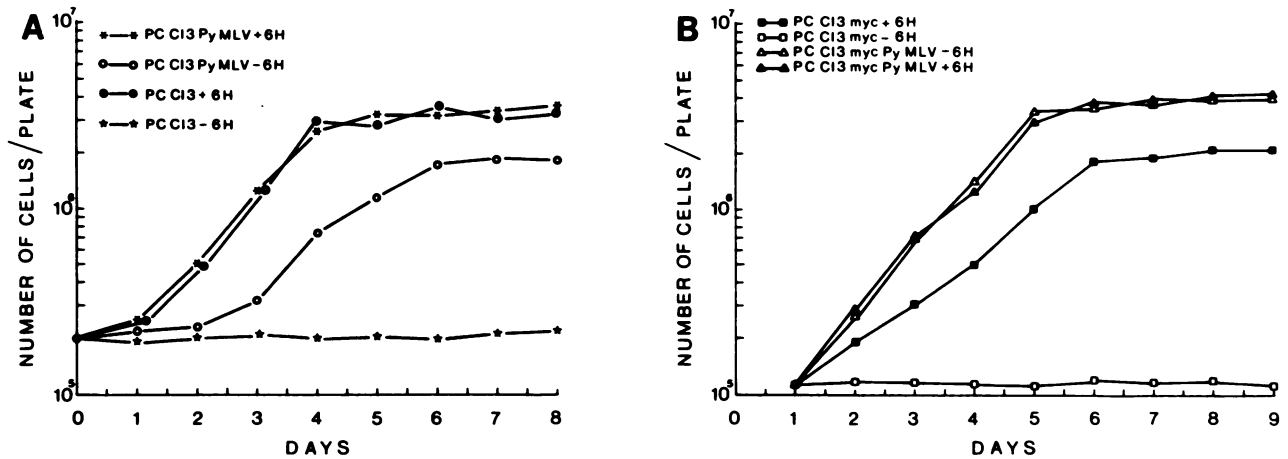 A
PC Cl3 Py MLV + 6H
PC Cl3 Py MLV - 6H
PC Cl3 + 6H
PC Cl3 - 6H
NUMBER OF CELLS / PLATE
10⁷
10⁶
10⁵
0 1 2 3 4 5 6 7 8
DAYS
B
PC Cl3 myc + 6H
PC Cl3 myc - 6H
PC Cl3 myc Py MLV - 6H
PC Cl3 myc Py MLV + 6H
NUMBER OF CELLS / PLATE
10⁷
10⁶
10⁵
0 1 2 3 4 5 6 7 8 9
DAYS